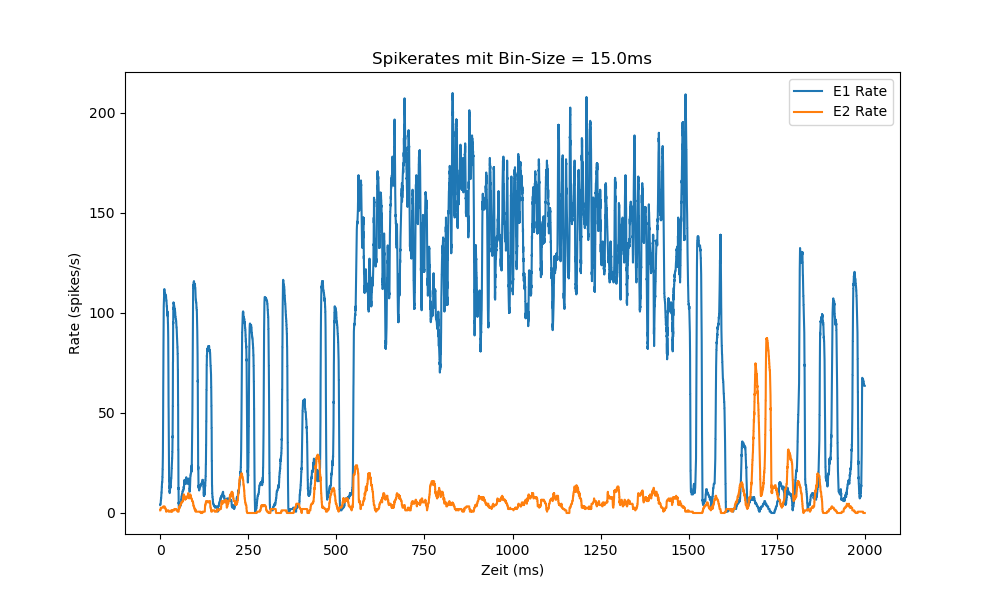 Spikerates mit Bin-Size = 15.0ms
E1 Rate
E2 Rate
200
150
100
50
0
Rate (spikes/s)
0 250 500 750 1000 1250 1500 1750 2000
Zeit (ms)